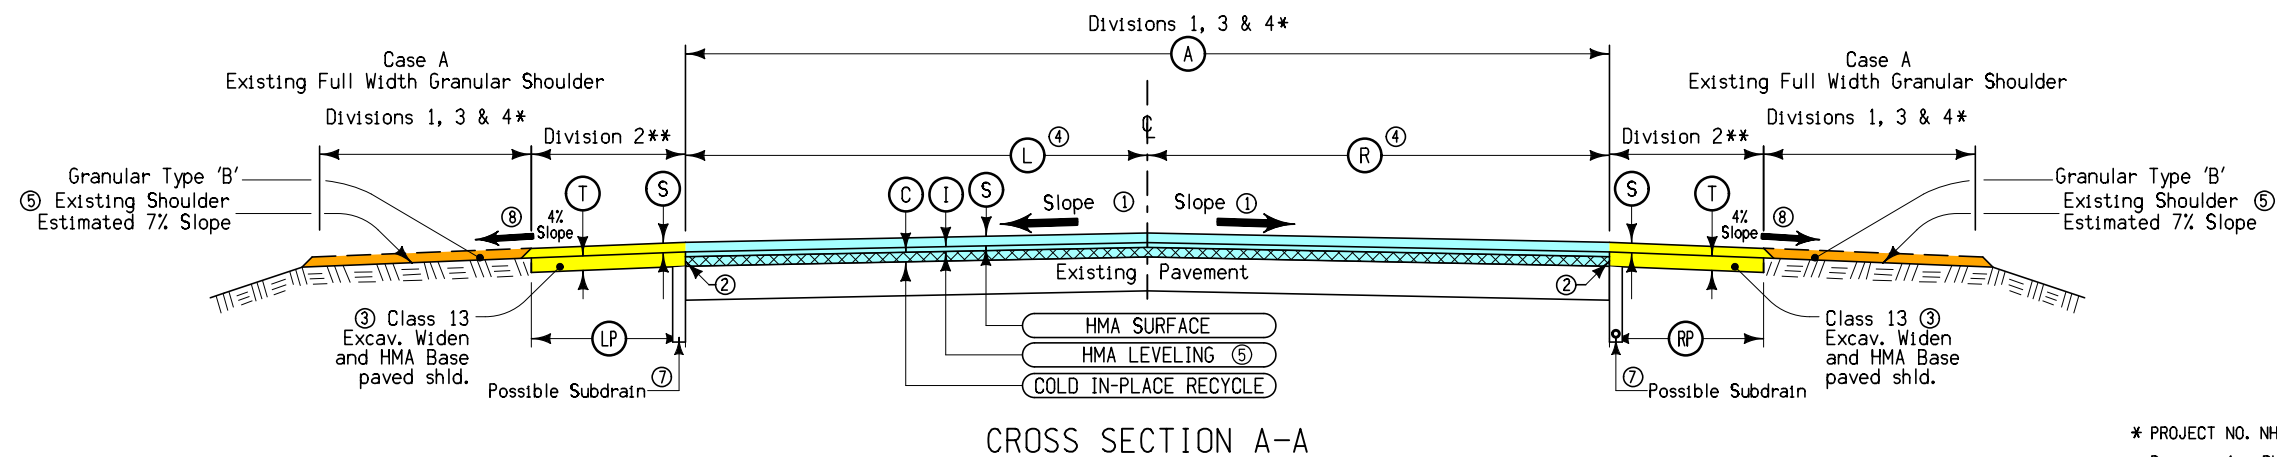 Divisions 1, 3 & 4*
A
Case A
Existing Full Width Granular Shoulder
Divisions 1, 3 & 4*
Division 2**
Case A
Existing Full Width Granular Shoulder
Divisions 1, 3 & 4*
Division 2**
L ④
℄
R ④
Granular Type 'B'
⑤ Existing Shoulder
Estimated 7% Slope
T
S
C
I
S
Slope ①
Slope ①
S
T
Granular Type 'B'
Existing Shoulder ⑤
Estimated 7% Slope
⑧ 4%
Slope
4% ⑧
Slope
Existing Pavement
②
②
③ Class 13
Excav. Widen
and HMA Base
paved shld.
LP
HMA SURFACE
HMA LEVELING ⑤
COLD IN-PLACE RECYCLE
RP
Class 13 ③
Excav. Widen
and HMA Base
paved shld.
Possible Subdrain ⑦
⑦ Possible Subdrain
CROSS SECTION A-A
* PROJECT NO. NH